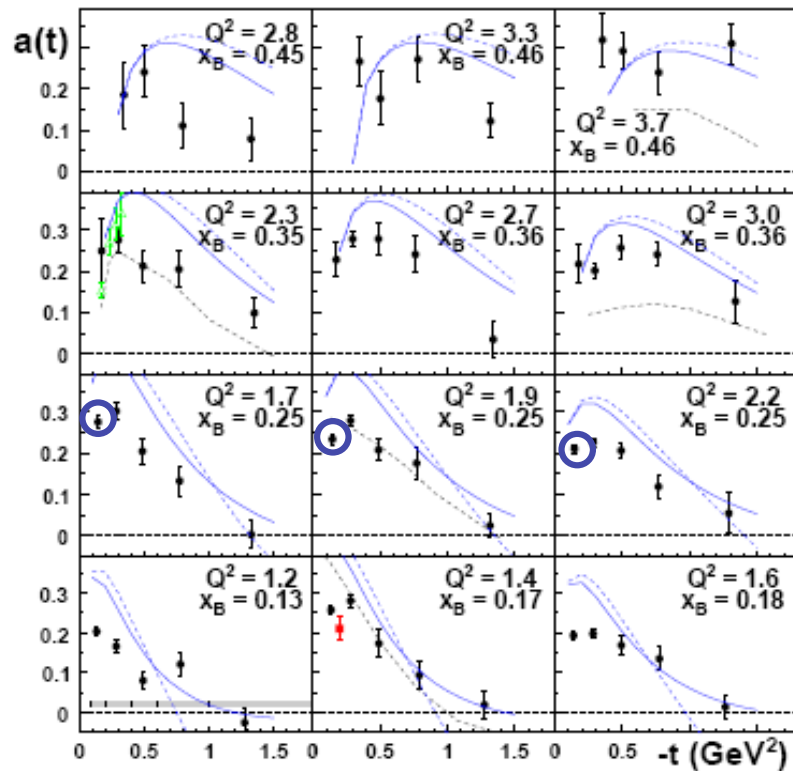 a(t)
Q² = 2.8
x_B = 0.45
Q² = 3.3
x_B = 0.46
Q² = 3.7
x_B = 0.46
0.3
0.2
0.1
0
Q² = 2.3
x_B = 0.35
Q² = 2.7
x_B = 0.36
Q² = 3.0
x_B = 0.36
0.3
0.2
0.1
0
Q² = 1.7
x_B = 0.25
Q² = 1.9
x_B = 0.25
Q² = 2.2
x_B = 0.25
0.3
0.2
0.1
0
Q² = 1.2
x_B = 0.13
Q² = 1.4
x_B = 0.17
Q² = 1.6
x_B = 0.18
0.3
0.2
0.1
0
0 0.5 1 1.5 0 0.5 1 1.5 0.5
-t (GeV²)